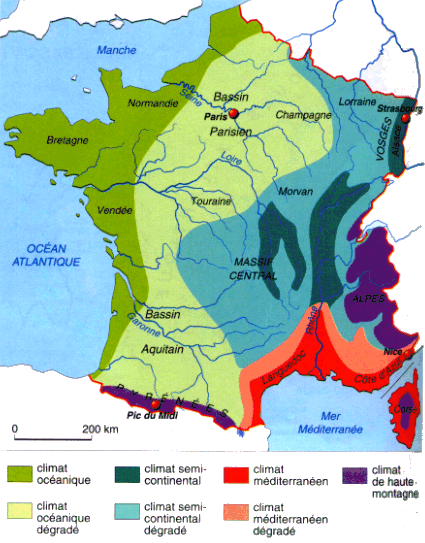 Manche
Normandie
Seine
Bassin
Paris
Parisien
Champagne
Lorraine
Strasbourg
VOSGES
Alsace
Bretagne
Loire
Morvan
Touraine
Vendée
OCÉAN
ATLANTIQUE
MASSIF
CENTRAL
ALPES
Bassin
Garonne
Rhône
Aquitain
Languedoc
Côte d'Azur
Nice
PYRÉNÉES
Pic du Midi
Mer
Méditerranée
Cors
0 200 km
climat
océanique
climat semi-
continental
climat
méditerranéen
climat
de haute-
montagne
climat
océanique
dégradé
climat semi-
continental
dégradé
climat
méditerranéen
dégradé